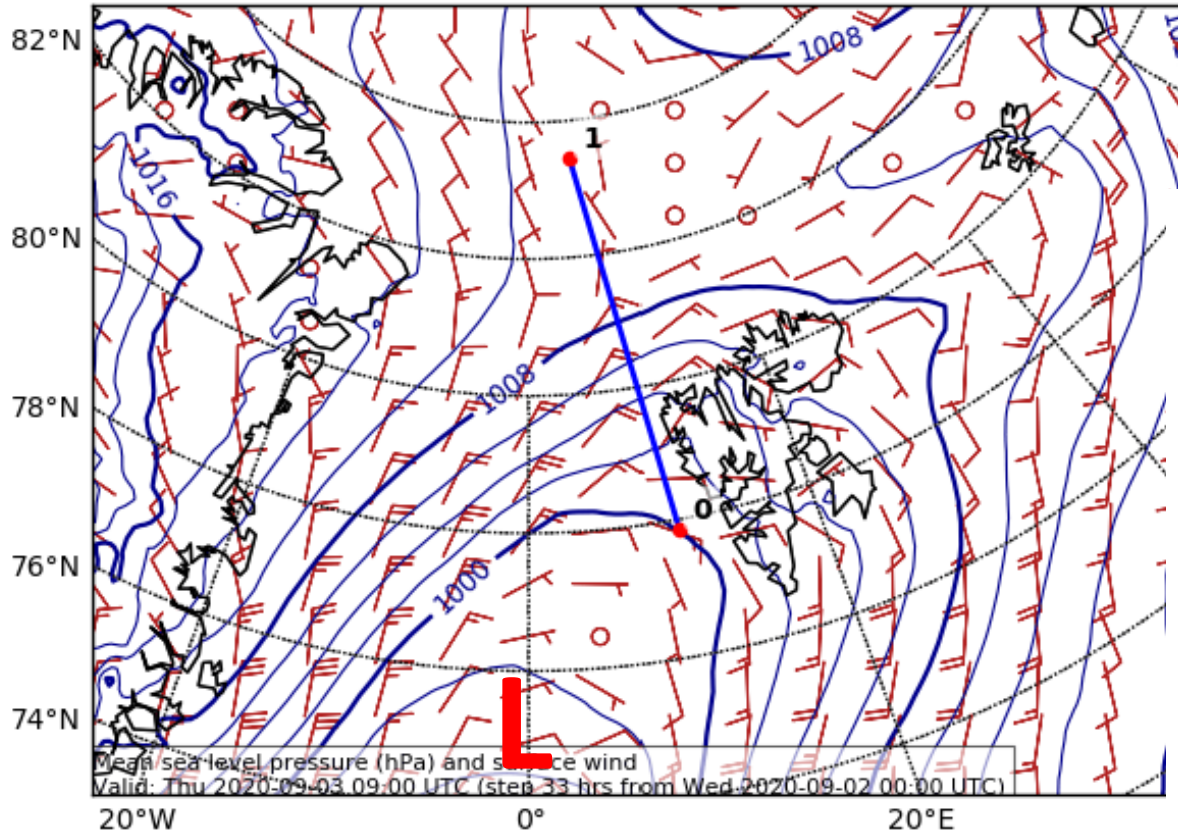 82°N
80°N
78°N
76°N
74°N
1008
1016
1
1008
0
1000
L
Mean sea level pressure (hPa) and surface wind
Valid: Thu 2020-09-03 09:00 UTC (step 33 hrs from Wed 2020-09-02 00:00 UTC)
20°W
0°
20°E